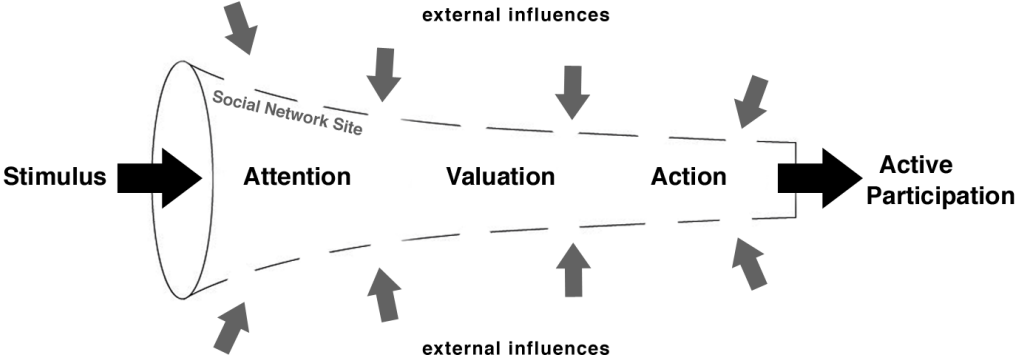 external influences
Social Network Site
Stimulus
Attention
Valuation
Action
Active
Participation
external influences